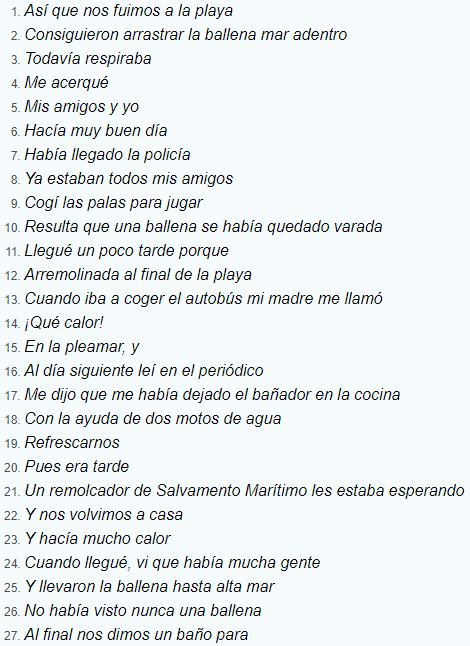 1. Así que nos fuimos a la playa
2. Consiguieron arrastrar la ballena mar adentro
3. Todavía respiraba
4. Me acerqué
5. Mis amigos y yo
6. Hacía muy buen día
7. Había llegado la policía
8. Ya estaban todos mis amigos
9. Cogí las palas para jugar
10. Resulta que una ballena se había quedado varada
11. Llegué un poco tarde porque
12. Arremolinada al final de la playa
13. Cuando iba a coger el autobús mi madre me llamó
14. ¡Qué calor!
15. En la pleamar, y
16. Al día siguiente leí en el periódico
17. Me dijo que me había dejado el bañador en la cocina
18. Con la ayuda de dos motos de agua
19. Refrescarnos
20. Pues era tarde
21. Un remolcador de Salvamento Marítimo les estaba esperando
22. Y nos volvimos a casa
23. Y hacía mucho calor
24. Cuando llegué, vi que había mucha gente
25. Y llevaron la ballena hasta alta mar
26. No había visto nunca una ballena
27. Al final nos dimos un baño para